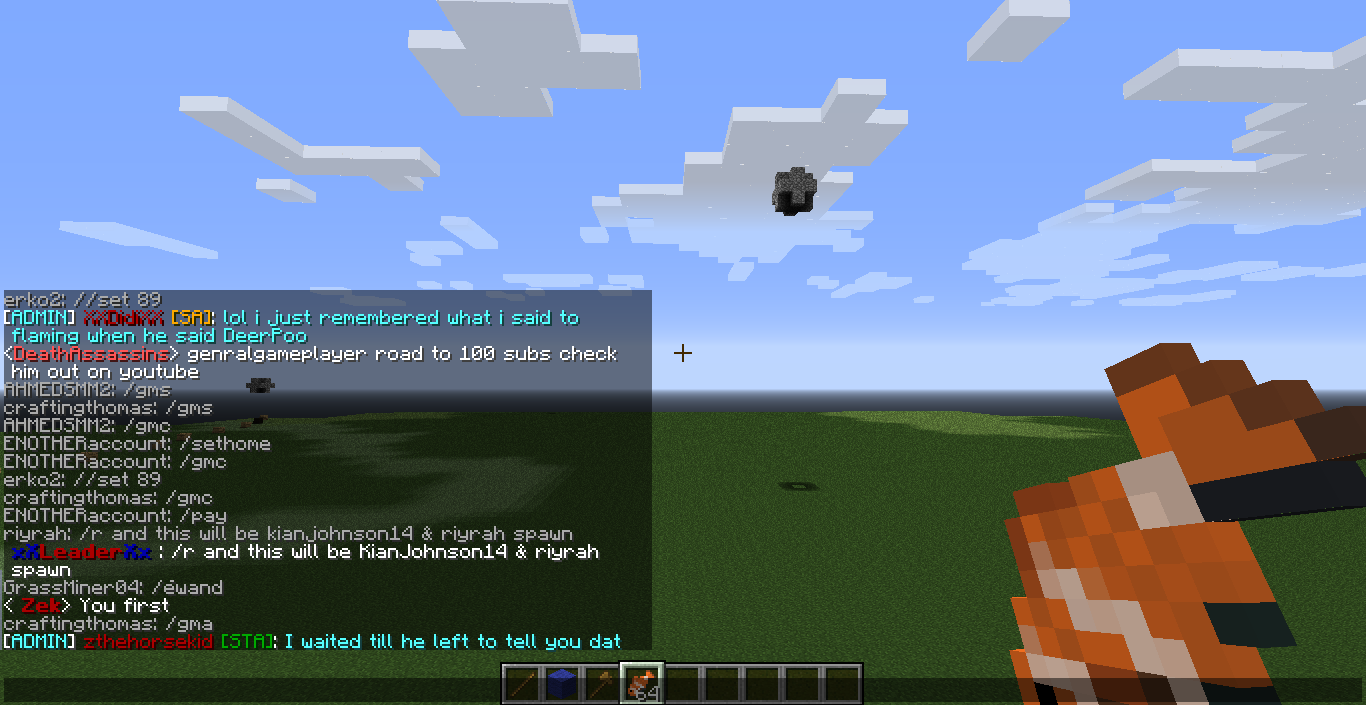 erko2: //set 89
[ADMIN] XXDidiXX [SA]: lol i just remembered what i said to
flaming when he said DeerPoo
<DeathAssassins> genralgameplayer road to 100 subs check
him out on youtube
AHMEDSMM2: /gms
craftingthomas: /gms
AHMEDSMM2: /gmc
ENOTHERaccount: /sethome
ENOTHERaccount: /gmc
erko2: //set 89
craftingthomas: /gmc
ENOTHERaccount: /pay
riyrah: /r and this will be kianjohnson14 & riyrah spawn
xXLeaderXx : /r and this will be KianJohnson14 & riyrah
spawn
GrassMiner04: /èwand
< Zek> You first
craftingthomas: /gma
[ADMIN] zthehorsekid [STA]: I waited till he left to tell you dat
64